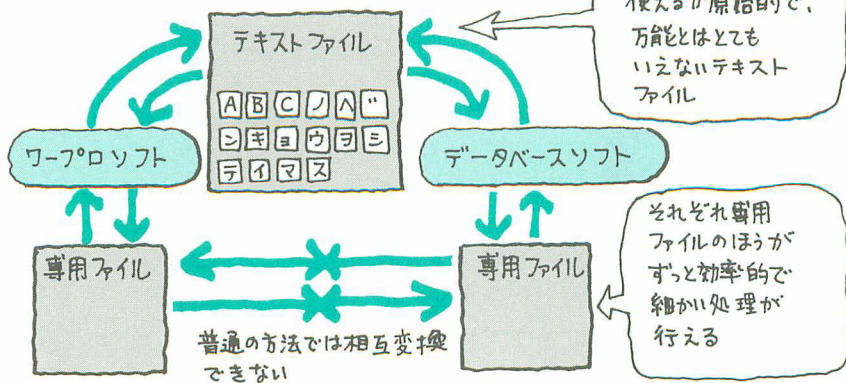 使えるが原始的で、
万能とはとても
いえないテキスト
ファイル
テキストファイル
ABCノベ
ンキョウヲシ
テイマス
ワープロソフト
データベースソフト
専用ファイル
専用ファイル
普通の方法では相互変換
できない
それぞれ専用
ファイルのほうが
ずっと効率的で
細かい処理が
行える